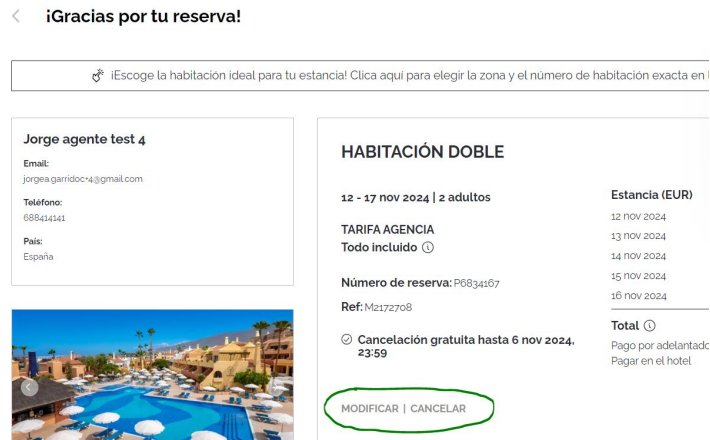 ¡Gracias por tu reserva!
¡Escoge la habitación ideal para tu estancia! Clica aquí para elegir la zona y el número de habitación exacta en
Jorge agente test 4
Email:
jorgea.garridoc+4@gmail.com
Teléfono:
688414141
País:
España
HABITACIÓN DOBLE
12 - 17 nov 2024 | 2 adultos
TARIFA AGENCIA
Todo incluido
Número de reserva: P6834167
Ref: M2172708
Cancelación gratuita hasta 6 nov 2024,
23:59
MODIFICAR | CANCELAR
Estancia (EUR)
12 nov 2024
13 nov 2024
14 nov 2024
15 nov 2024
16 nov 2024
Total
Pago por adelantado
Pagar en el hotel